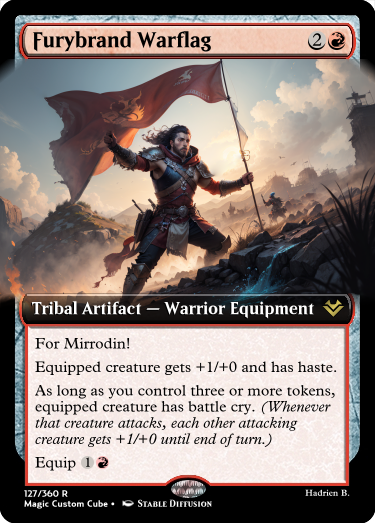 Furybrand Warflag 2
Tribal Artifact — Warrior Equipment
For Mirrodin!
Equipped creature gets +1/+0 and has haste.
As long as you control three or more tokens,
equipped creature has battle cry. (Whenever
that creature attacks, each other attacking
creature gets +1/+0 until end of turn.)
Equip 1
127/360 R
Hadrien B.
Magic Custom Cube • Stable Diffusion